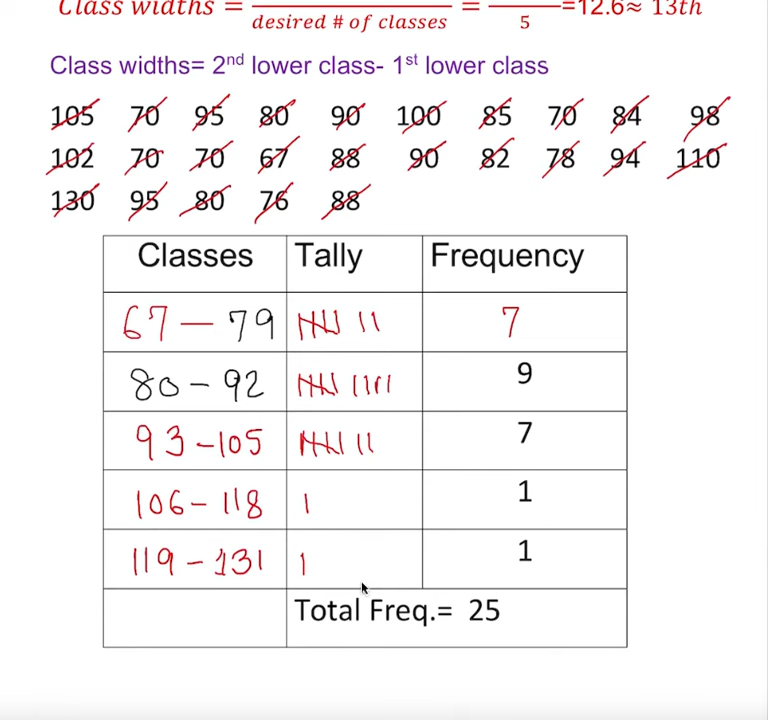 Class widths = ――― = ――― =12.6≈ 13th
desired # of classes 5
Class widths= 2nd lower class- 1st lower class
105 70 95 80 90 100 85 70 84 98
102 70 70 67 88 90 82 78 94 110
130 95 80 76 88
Classes Tally Frequency
67 – 79 𝍸 || 7
80 – 92 𝍸 |||| 9
93 – 105 𝍸 || 7
106 – 118 | 1
119 – 131 | 1
Total Freq.= 25